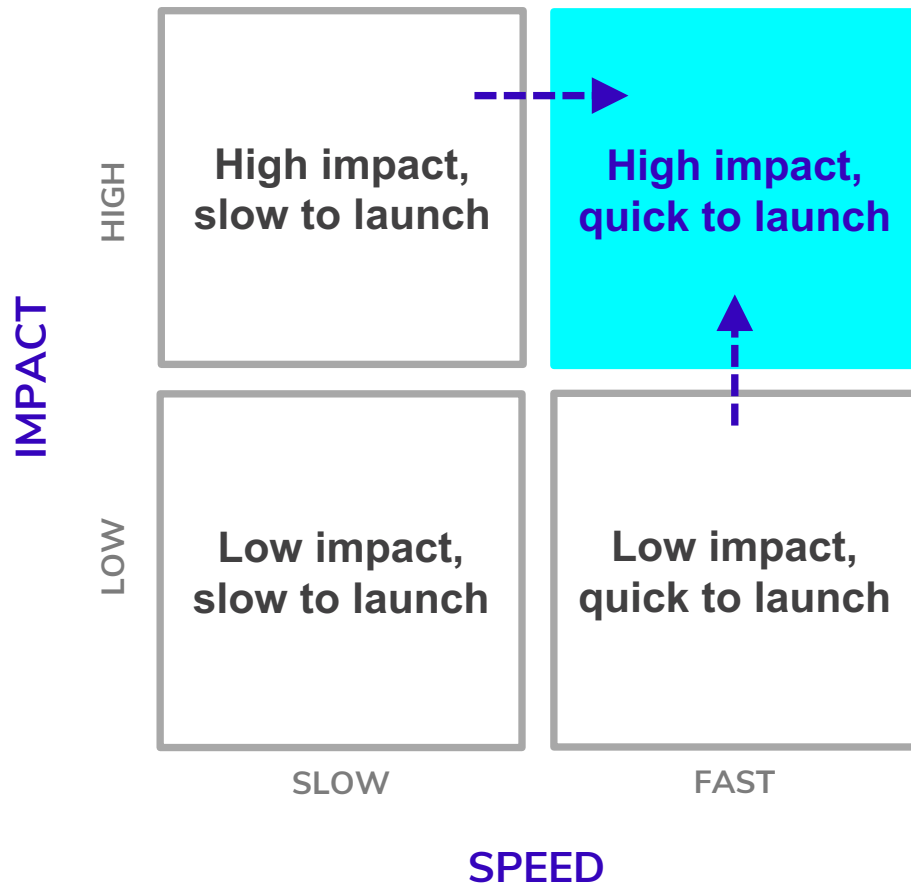 HIGH
High impact,
slow to launch
High impact,
quick to launch
IMPACT
LOW
Low impact,
slow to launch
Low impact,
quick to launch
SLOW
FAST
SPEED